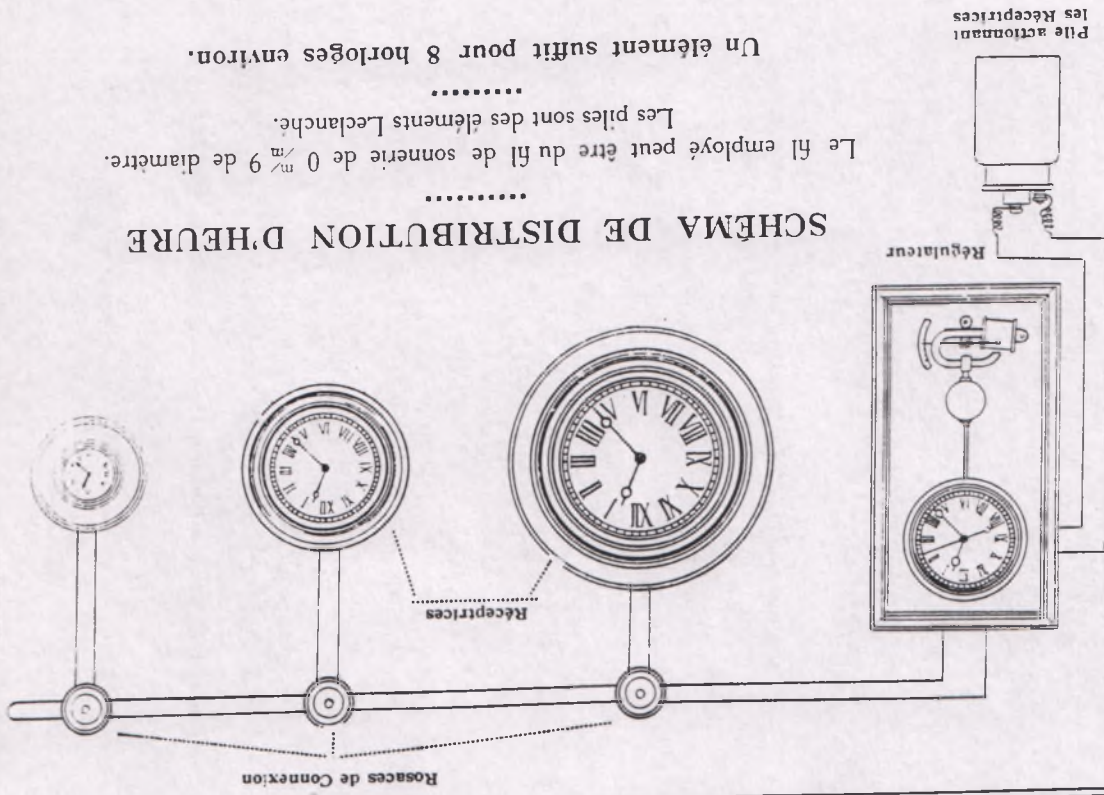 Rosaces de Connexion
Réceptrices
Régulateur
SCHÉMA DE DISTRIBUTION D'HEURE
Le fil employé peut être du fil de sonnerie de 0 m/m 9 de diamètre.
Les piles sont des éléments Leclanché.
Un élément suffit pour 8 horloges environ.
Pile actionnant
les Réceptrices